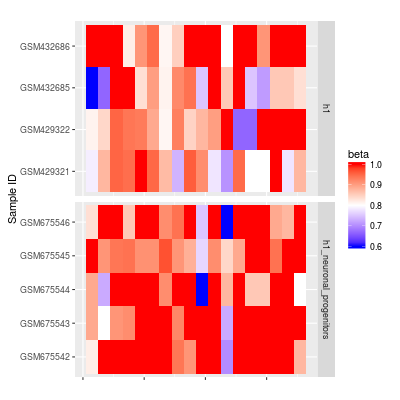 GSM432686
GSM432685
GSM429322
GSM429321
h1
GSM675546
GSM675545
GSM675544
GSM675543
GSM675542
h1_neuronal_progenitors
Sample ID
beta
1.0
0.9
0.8
0.7
0.6